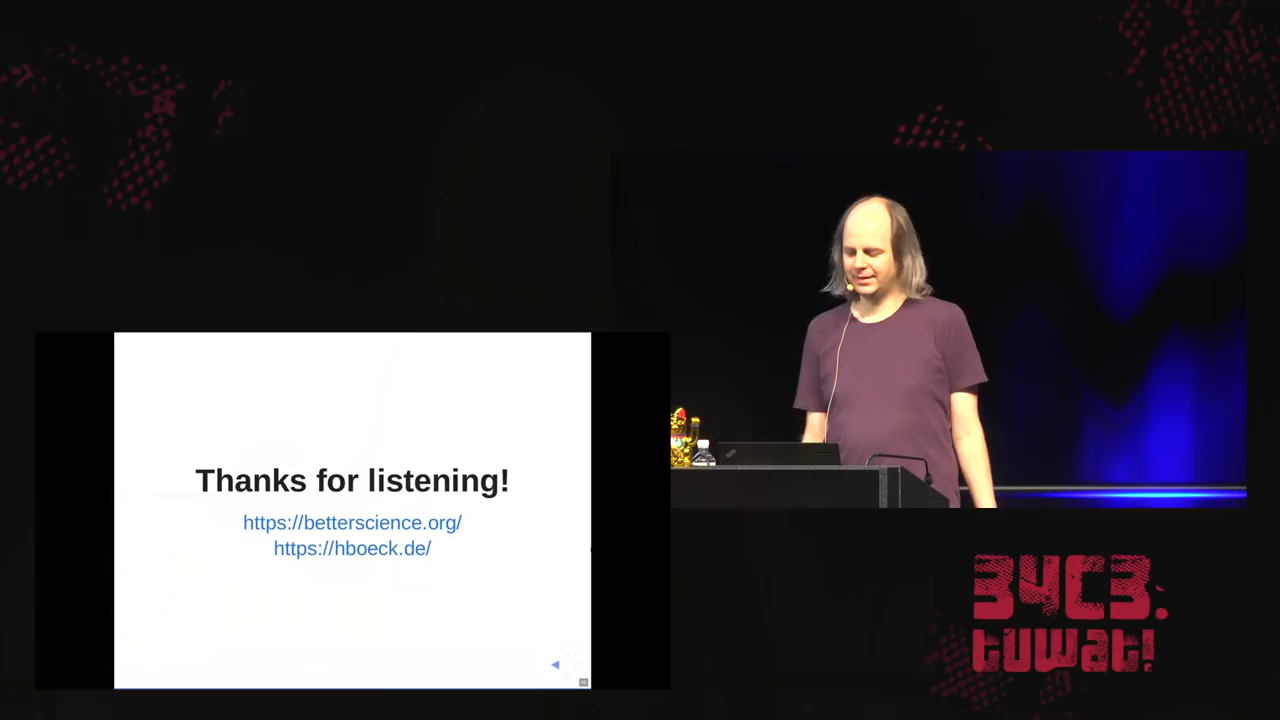 Thanks for listening!
https://betterscience.org/
https://hboeck.de/
34C3.
tuwat!